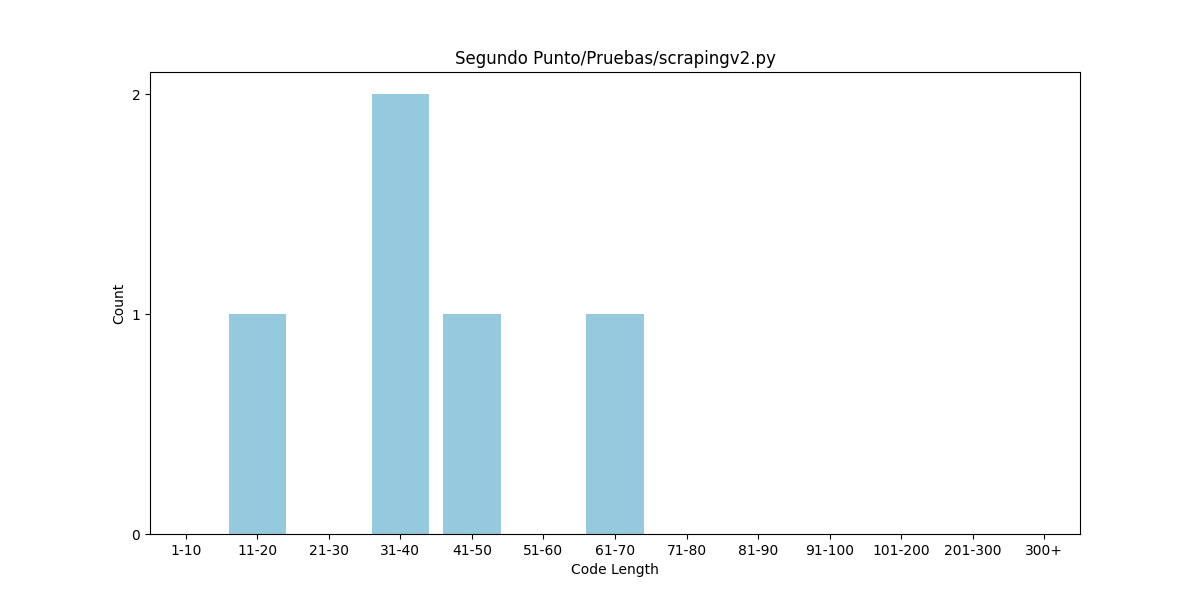 Segundo Punto/Pruebas/scrapingv2.py
Count
2
1
0
1-10 11-20 21-30 31-40 41-50 51-60 61-70 71-80 81-90 91-100 101-200 201-300 300+
Code Length